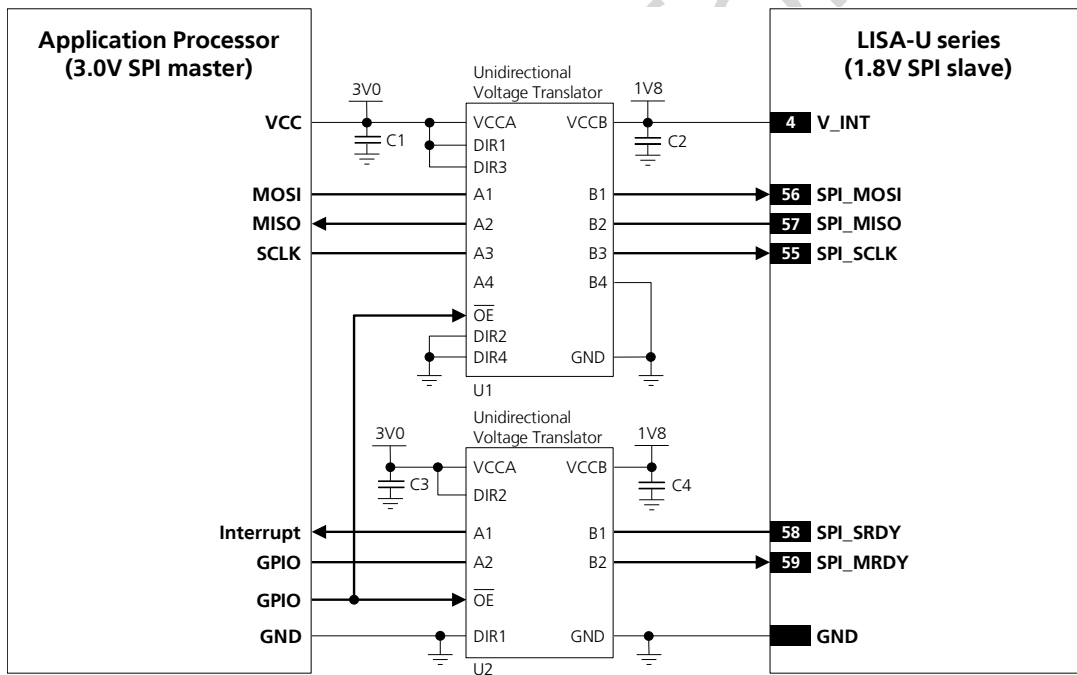 Application Processor
(3.0V SPI master)
LISA-U series
(1.8V SPI slave)
Unidirectional
Voltage Translator
3V0
1V8
VCC
C1
VCCA
VCCB
C2
4
V_INT
DIR1
DIR3
MOSI
A1
B1
56
SPI_MOSI
MISO
A2
B2
57
SPI_MISO
SCLK
A3
B3
55
SPI_SCLK
A4
B4
OE
DIR2
DIR4
GND
U1
Unidirectional
Voltage Translator
3V0
1V8
VCCA
VCCB
C3
C4
DIR2
Interrupt
A1
B1
58
SPI_SRDY
GPIO
A2
B2
59
SPI_MRDY
GPIO
OE
GND
DIR1
GND
GND
U2